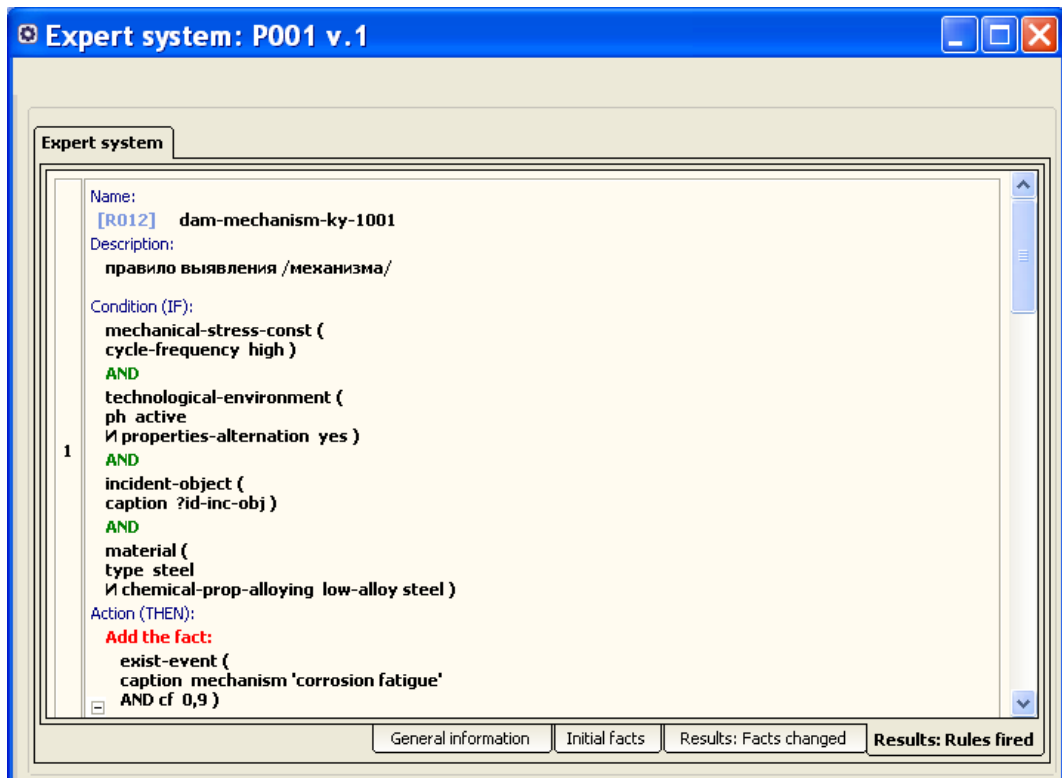 Expert system: P001 v.1
Expert system
Name:
[R012] dam-mechanism-ky-1001
Description:
правило выявления /механизма/
Condition (IF):
mechanical-stress-const (
cycle-frequency high )
AND
technological-environment (
ph active
И properties-alternation yes )
1
AND
incident-object (
caption ?id-inc-obj )
AND
material (
type steel
И chemical-prop-alloying low-alloy steel )
Action (THEN):
Add the fact:
exist-event (
caption mechanism 'corrosion fatigue'
AND cf 0,9 )
General information Initial facts Results: Facts changed Results: Rules fired